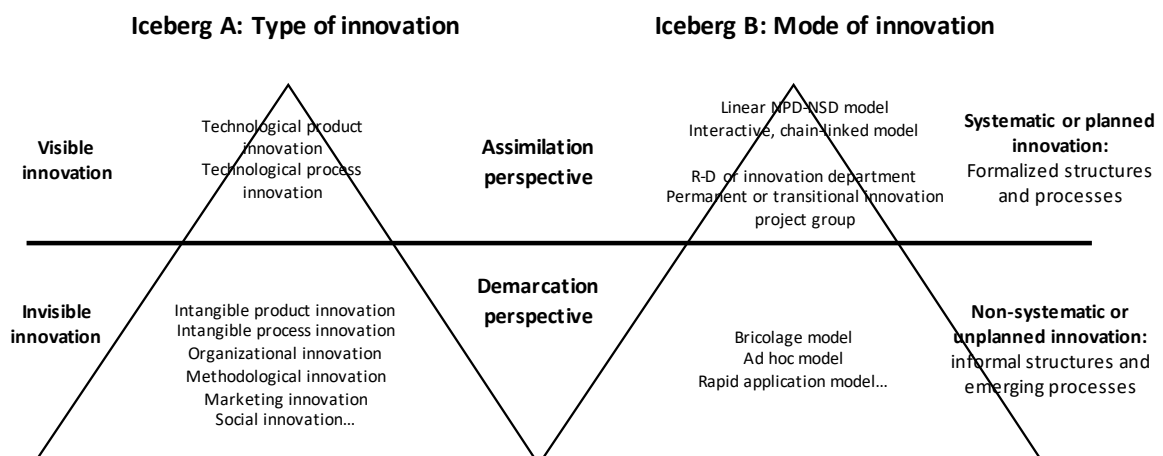 Iceberg A: Type of innovation
Iceberg B: Mode of innovation
Visible
innovation
Technological product
innovation
Technological process
innovation
Assimilation
perspective
Linear NPD-NSD model
Interactive, chain-linked model
R-D or innovation department
Permanent or transitional innovation
project group
Systematic or planned
innovation:
Formalized structures
and processes
Invisible
innovation
Intangible product innovation
Intangible process innovation
Organizational innovation
Methodological innovation
Marketing innovation
Social innovation…
Demarcation
perspective
Bricolage model
Ad hoc model
Rapid application model…
Non-systematic or
unplanned innovation:
informal structures and
emerging processes